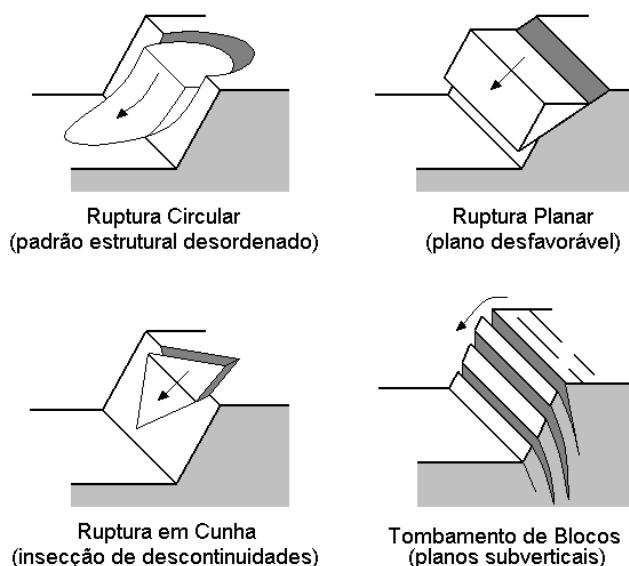 Ruptura Circular
(padrão estrutural desordenado)
Ruptura Planar
(plano desfavorável)
Ruptura em Cunha
(insecção de descontinuidades)
Tombamento de Blocos
(planos subverticais)